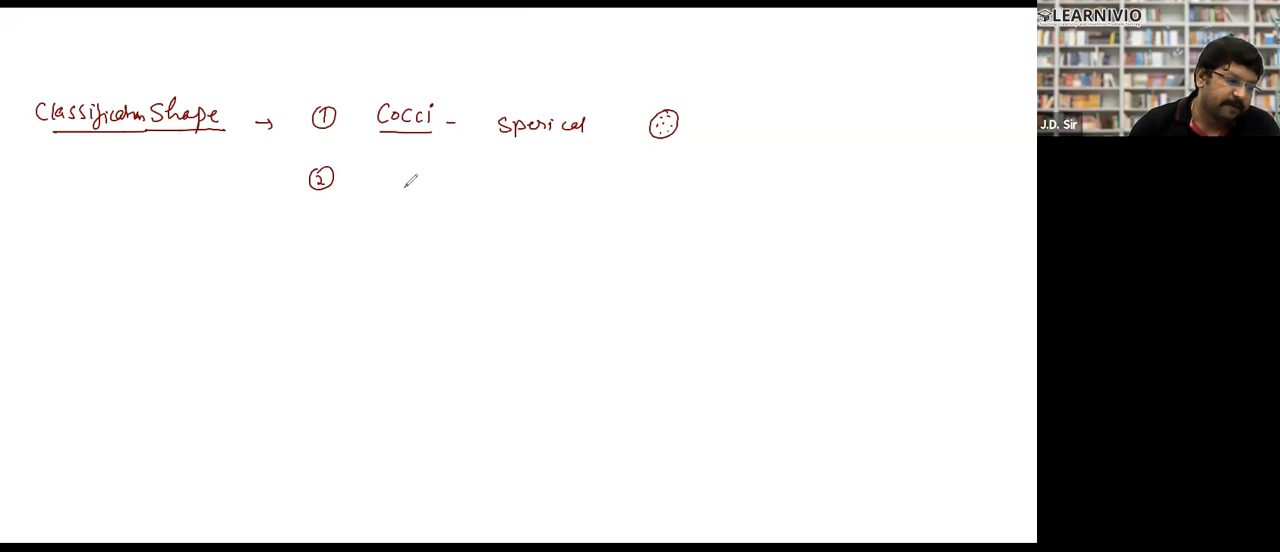 Classification Shape → ① Cocci - Sperical
②
LEARNIVIO
J.D. Sir